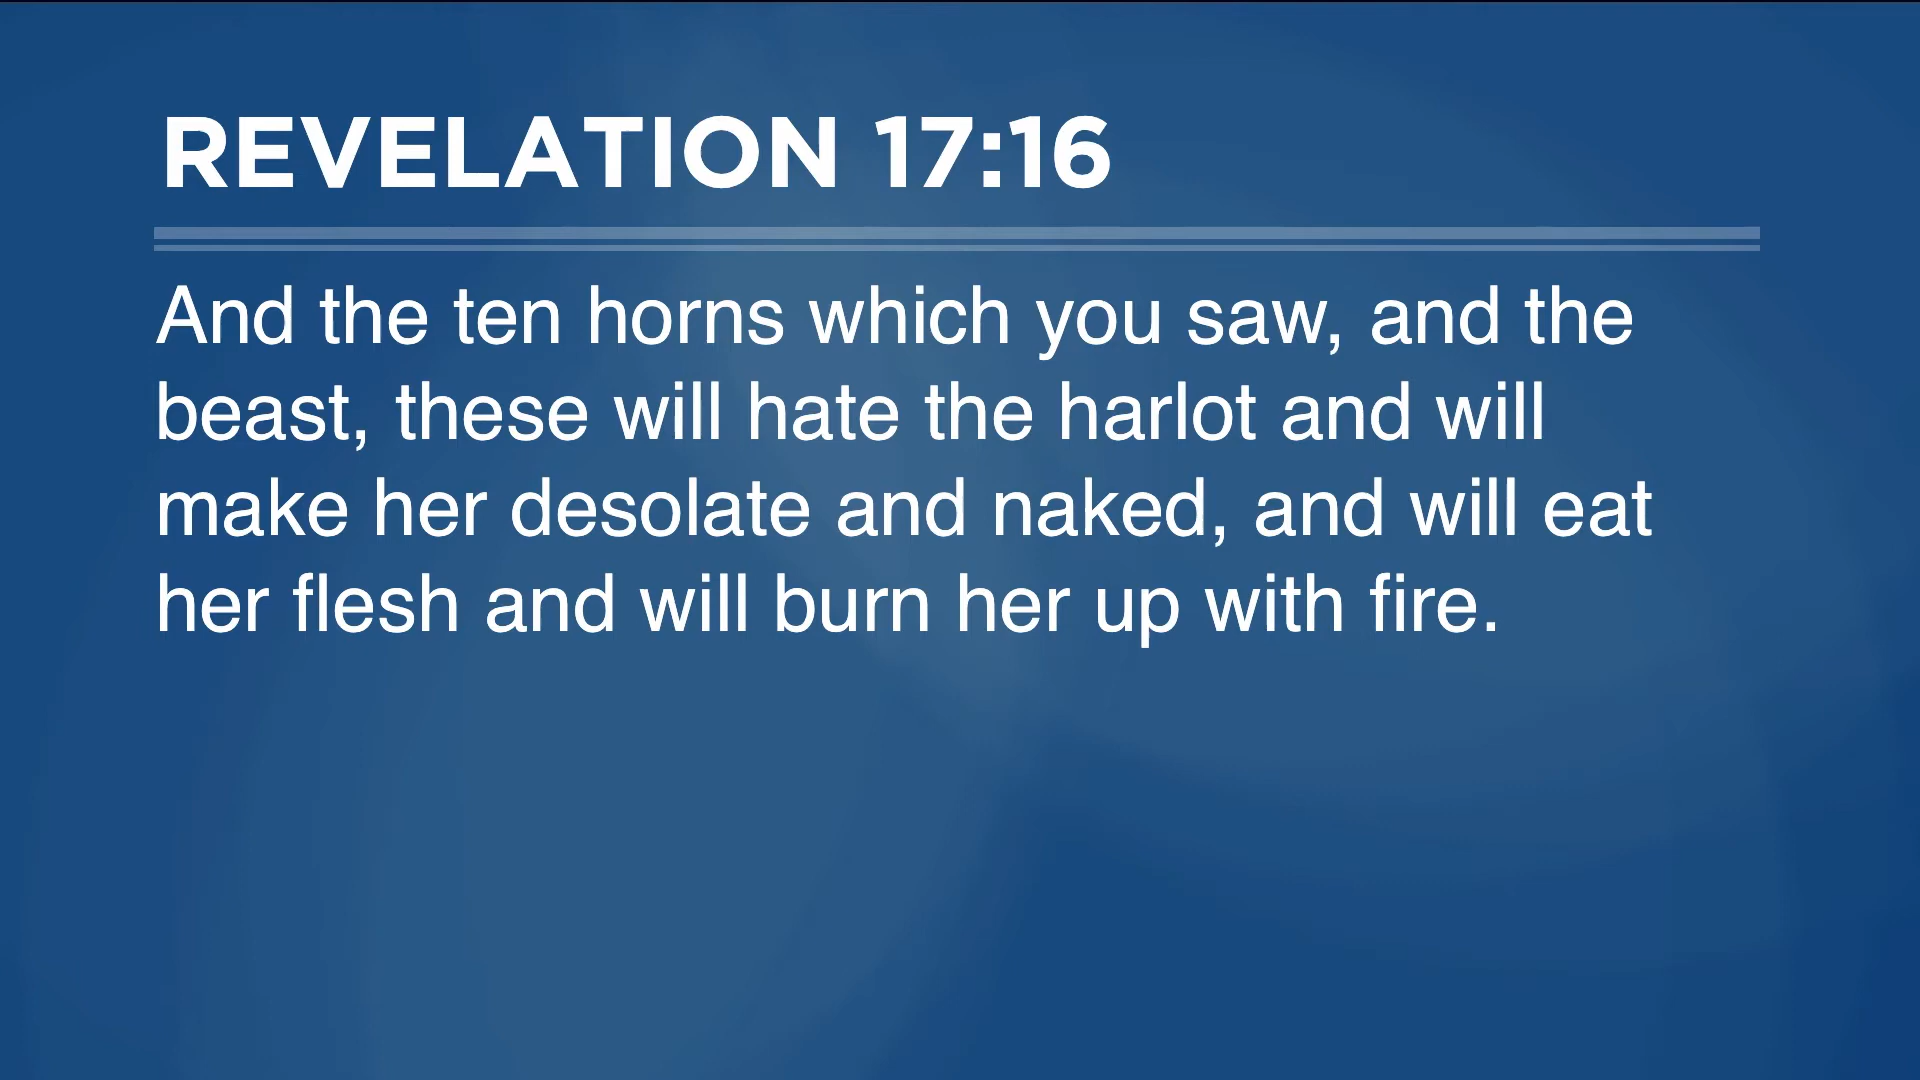 REVELATION 17:16
And the ten horns which you saw, and the
beast, these will hate the harlot and will
make her desolate and naked, and will eat
her flesh and will burn her up with fire.